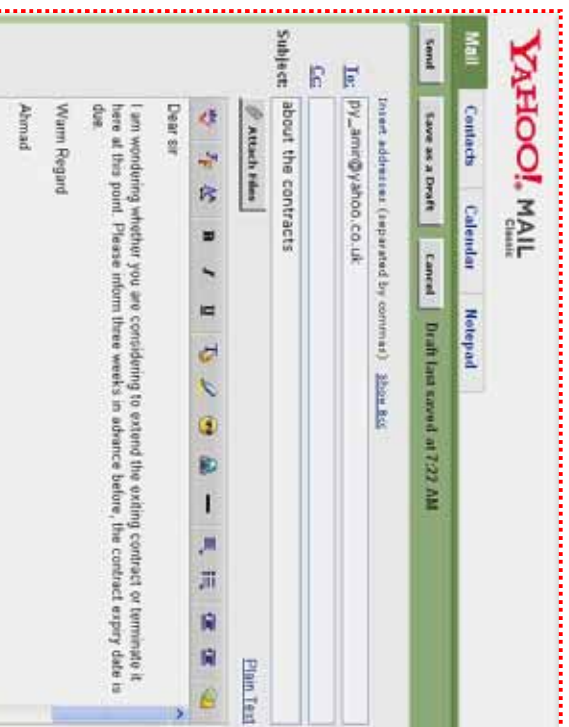 YAHOO! MAIL
Classic
Mail Contacts Calendar Notepad
Send Save as a Draft Cancel Draft last saved at 7:22 AM
Insert addresses (separated by commas) Show Bcc
To: py_amir@yahoo.co.uk
Cc:
Subject: about the contracts
Attach Files
Plain Text
B I U
Dear sir
I am wondering whether you are considering to extend the exiting contract or terminate it
here at this point. Please inform three weeks in advance before, the contract expiry date is
due.
Warm Regard
Ahmad